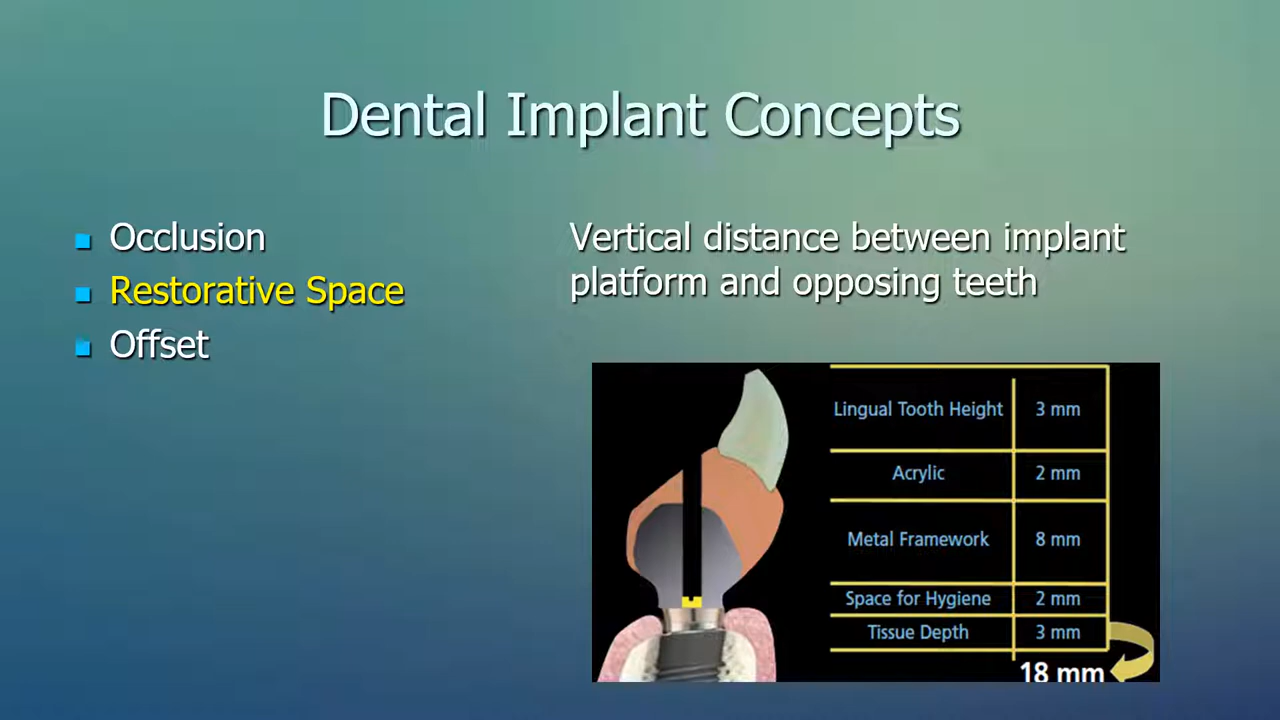 Dental Implant Concepts
Occlusion
Restorative Space
Offset
Vertical distance between implant
platform and opposing teeth
Lingual Tooth Height 3 mm
Acrylic 2 mm
Metal Framework 8 mm
Space for Hygiene 2 mm
Tissue Depth 3 mm
18 mm